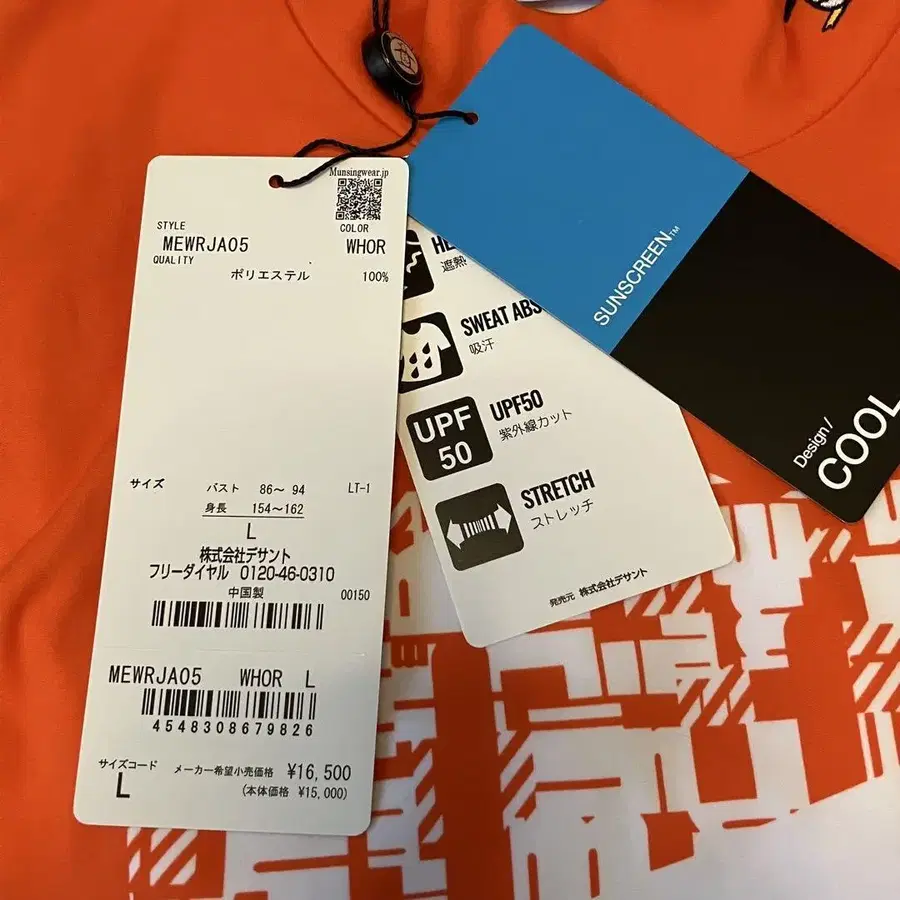 Munsingwear.jp
STYLE
COLOR
MEWRJA05 WHOR
QUALITY
ポリエステル 100%
サイズ バスト 86〜 94 LT-1
身長 154〜162
L
株式会社デサント
フリーダイヤル 0120-46-0310
中国製 00150
MEWRJA05 WHOR L
4548308679826
サイズコード メーカー希望小売価格 ¥16,500
L (本体価格 ¥15,000)
遮熱
SWEAT
吸汗
UPF
50
UPF50
紫外線カット
STRETCH
ストレッチ
発売元 株式会社デサント
SUNSCREEN™
Design/
COOL